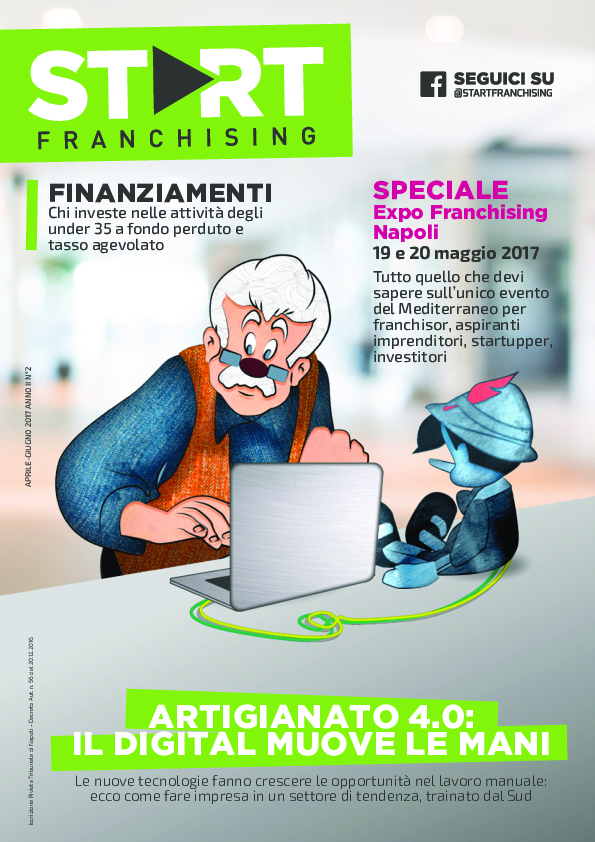 START
FRANCHISING
SEGUICI SU
@STARTFRANCHISING
FINANZIAMENTI
Chi investe nelle attività degli
under 35 a fondo perduto e
tasso agevolato
SPECIALE
Expo Franchising
Napoli
19 e 20 maggio 2017
Tutto quello che devi
sapere sull'unico evento
del Mediterraneo per
franchisor, aspiranti
imprenditori, startupper,
investitori
APRILE-GIUGNO 2017 ANNO II N°2
Iscrizione Rivista Tribunale di Napoli - Decreto Aut. n. 56 del 20.12.2016
ARTIGIANATO 4.0:
IL DIGITAL MUOVE LE MANI
Le nuove tecnologie fanno crescere le opportunità nel lavoro manuale:
ecco come fare impresa in un settore di tendenza, trainato dal Sud